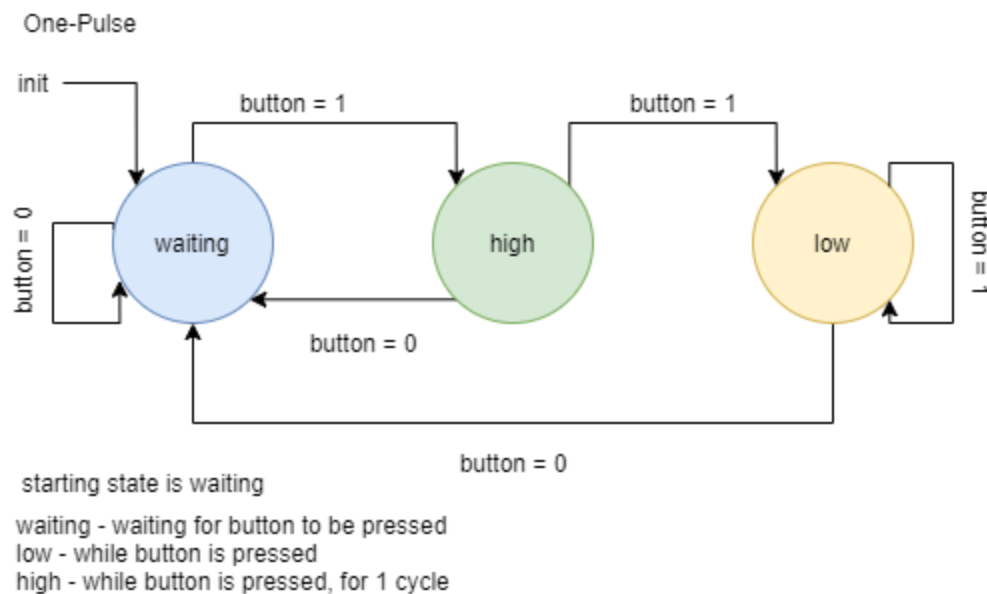 One-Pulse
init
button = 1
button = 1
button = 0
waiting
high
low
button = 1
button = 0
button = 0
starting state is waiting
waiting - waiting for button to be pressed
low - while button is pressed
high - while button is pressed, for 1 cycle